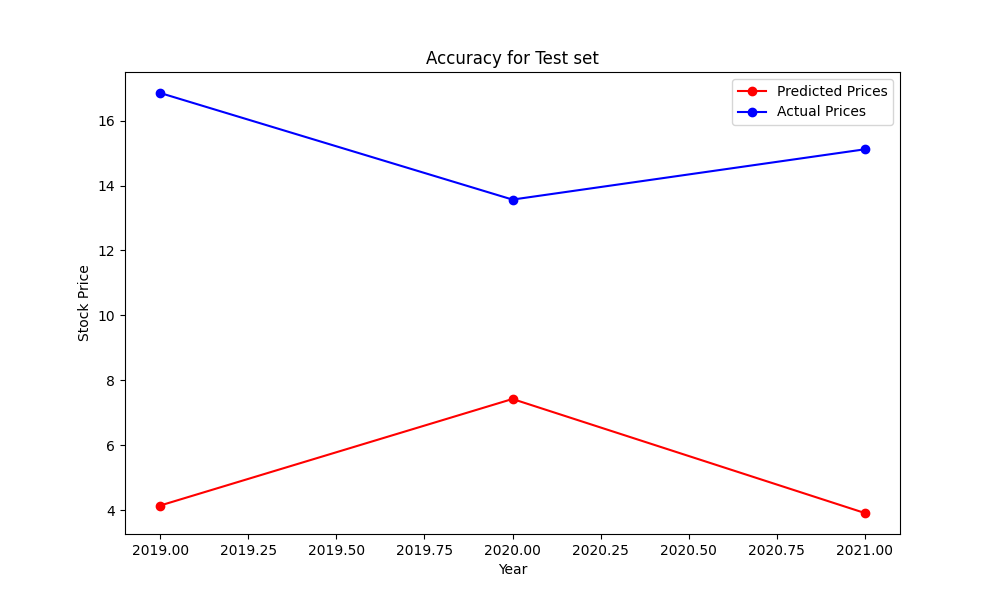 Accuracy for Test set
Predicted Prices
Actual Prices
Stock Price
16
14
12
10
8
6
4
2019.00 2019.25 2019.50 2019.75 2020.00 2020.25 2020.50 2020.75 2021.00
Year